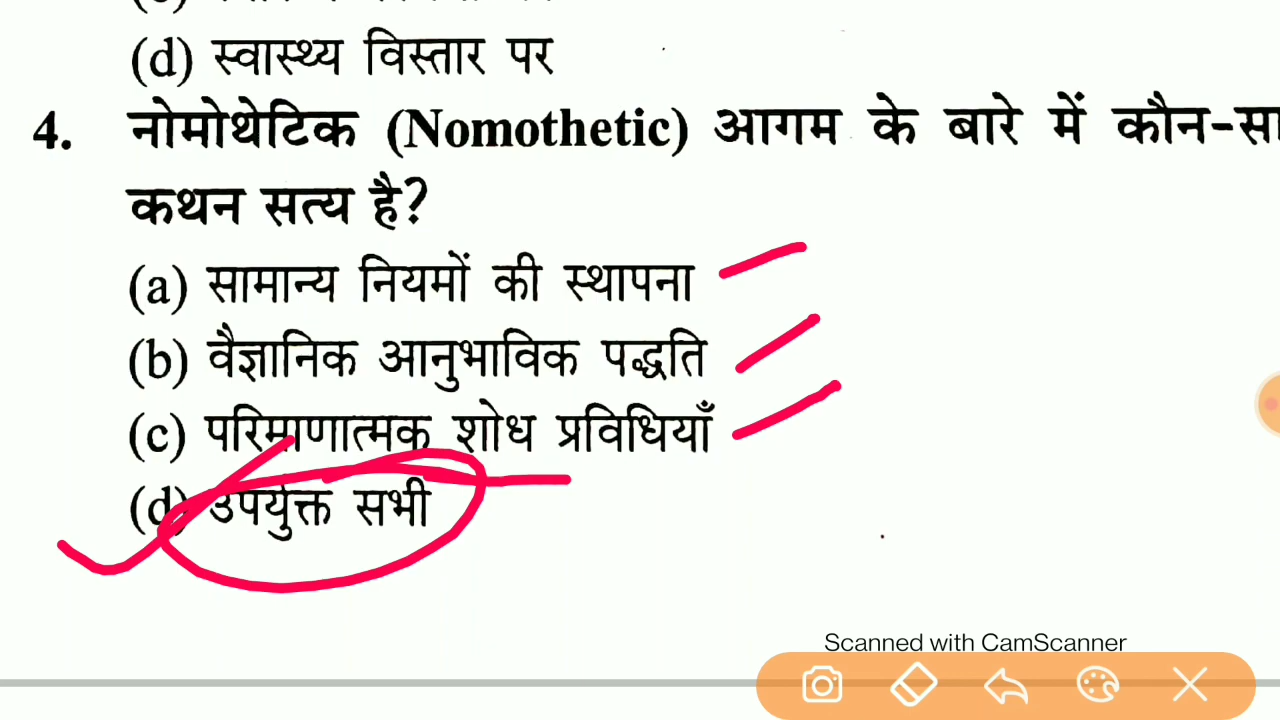 (d) स्वास्थ्य विस्तार पर
4. नोमोथेटिक (Nomothetic) आगम के बारे में कौन-सा
कथन सत्य है?
(a) सामान्य नियमों की स्थापना
(b) वैज्ञानिक आनुभाविक पद्धति
(c) परिमाणात्मक शोध प्रविधियाँ
(d) उपर्युक्त सभी
Scanned with CamScanner